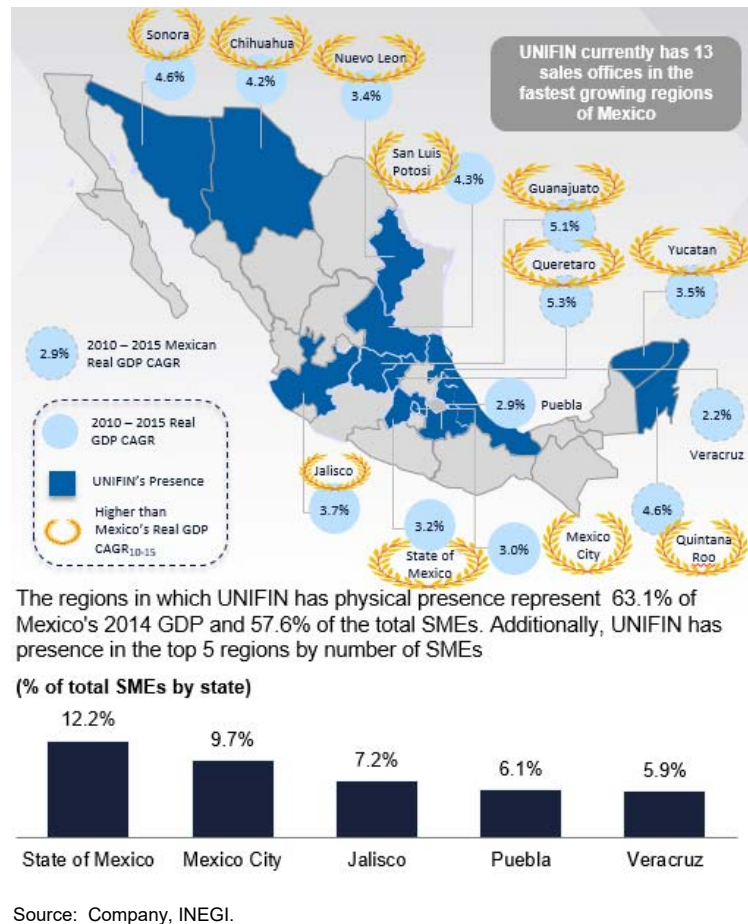 Sonora
4.6%
Chihuahua
4.2%
Nuevo Leon
3.4%
UNIFIN currently has 13
sales offices in the
fastest growing regions
of Mexico
San Luis
Potosi
4.3%
Guanajuato
5.1%
Queretaro
5.3%
Yucatan
3.5%
2.9%
2010 – 2015 Mexican
Real GDP CAGR
2010 – 2015 Real
GDP CAGR
UNIFIN's Presence
Higher than
Mexico's Real GDP
CAGR10-15
2.9%
Puebla
2.2%
Veracruz
Jalisco
3.7%
3.2%
State of
Mexico
3.0%
Mexico
City
4.6%
Quintana
Roo
The regions in which UNIFIN has physical presence represent 63.1% of
Mexico's 2014 GDP and 57.6% of the total SMEs. Additionally, UNIFIN has
presence in the top 5 regions by number of SMEs
(% of total SMEs by state)
12.2%
9.7%
7.2%
6.1%
5.9%
State of Mexico
Mexico City
Jalisco
Puebla
Veracruz
Source: Company, INEGI.